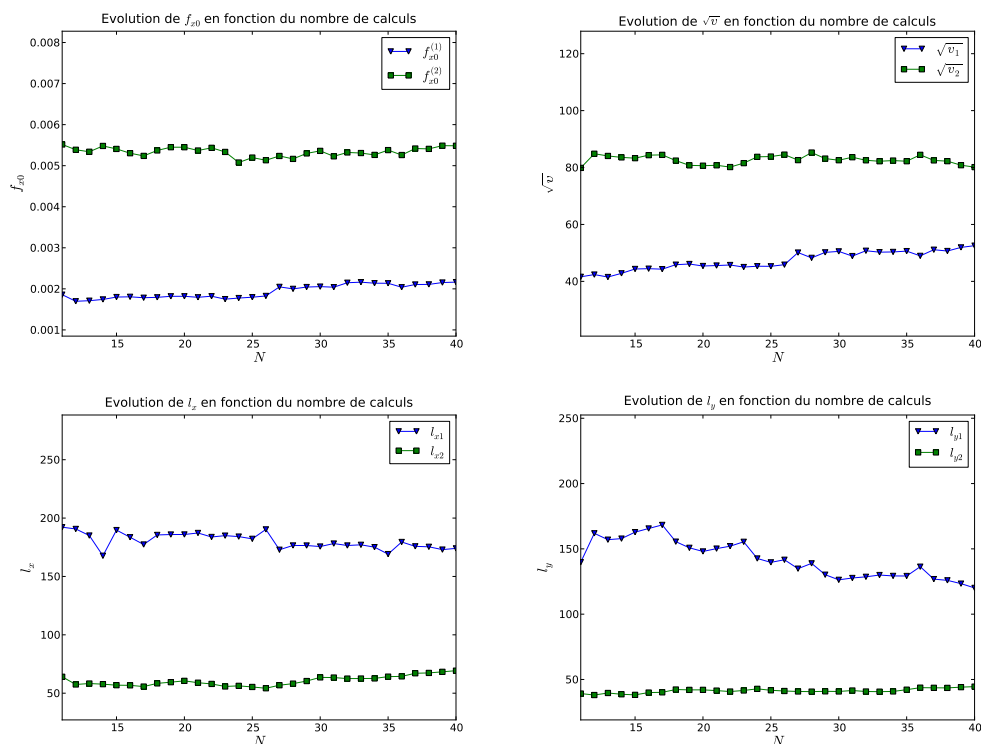 Evolution de $f_{x0}$ en fonction du nombre de calculs
0.008
0.007
0.006
0.005
0.004
0.003
0.002
0.001
$f_{x0}$
$f_{x0}^{(1)}$
$f_{x0}^{(2)}$
15 20 25 30 35 40
$N$
Evolution de $\sqrt{v}$ en fonction du nombre de calculs
120
100
80
60
40
$\sqrt{v}$
$\sqrt{v_1}$
$\sqrt{v_2}$
15 20 25 30 35 40
$N$
Evolution de $l_x$ en fonction du nombre de calculs
250
200
150
100
50
$l_x$
$l_{x1}$
$l_{x2}$
15 20 25 30 35 40
$N$
Evolution de $l_y$ en fonction du nombre de calculs
250
200
150
100
50
$l_y$
$l_{y1}$
$l_{y2}$
15 20 25 30 35 40
$N$